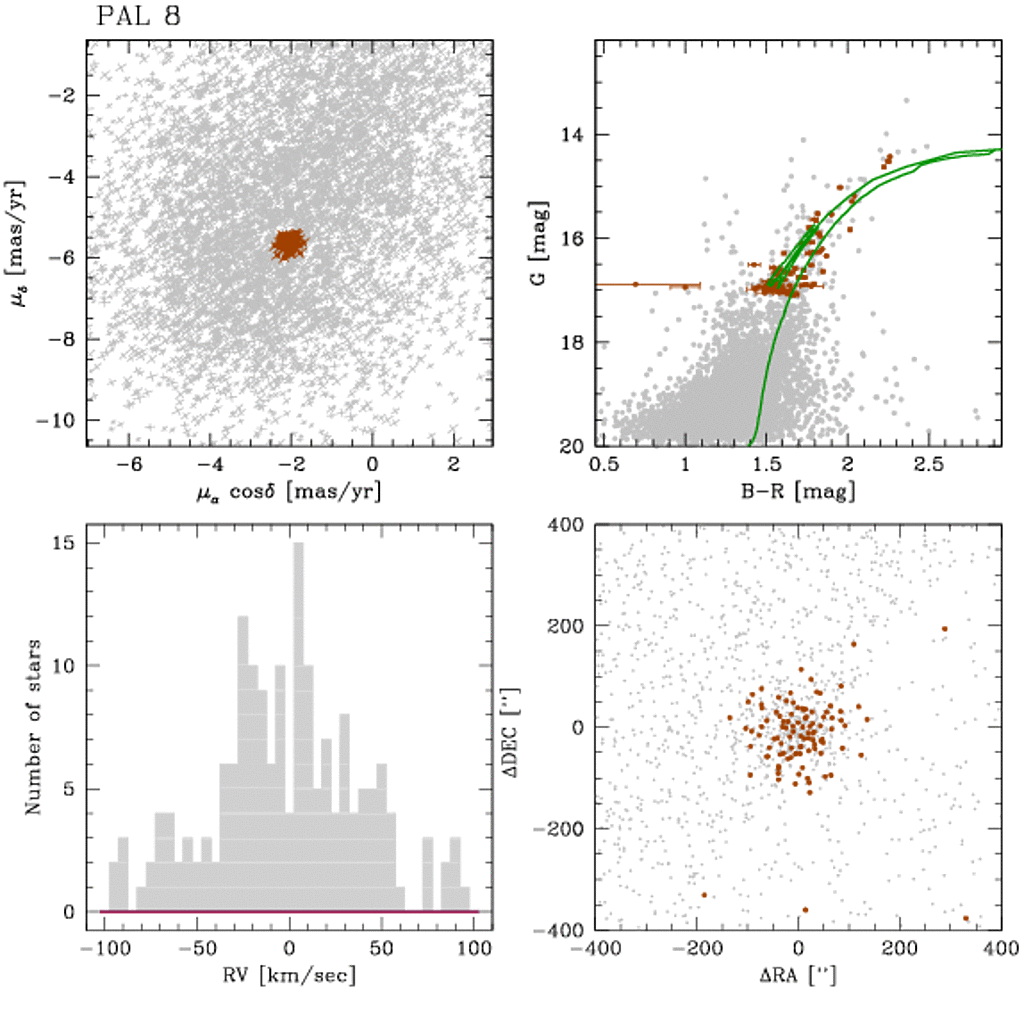 PAL 8
μδ [mas/yr]
−2
−4
−6
−8
−10
−6 −4 −2 0 2
μα cosδ [mas/yr]
G [mag]
14
16
18
20
0.5 1 1.5 2 2.5
B−R [mag]
Number of stars
15
10
5
0
−100 −50 0 50 100
RV [km/sec]
ΔDEC [″]
400
200
0
−200
−400
−400 −200 0 200 400
ΔRA [″]